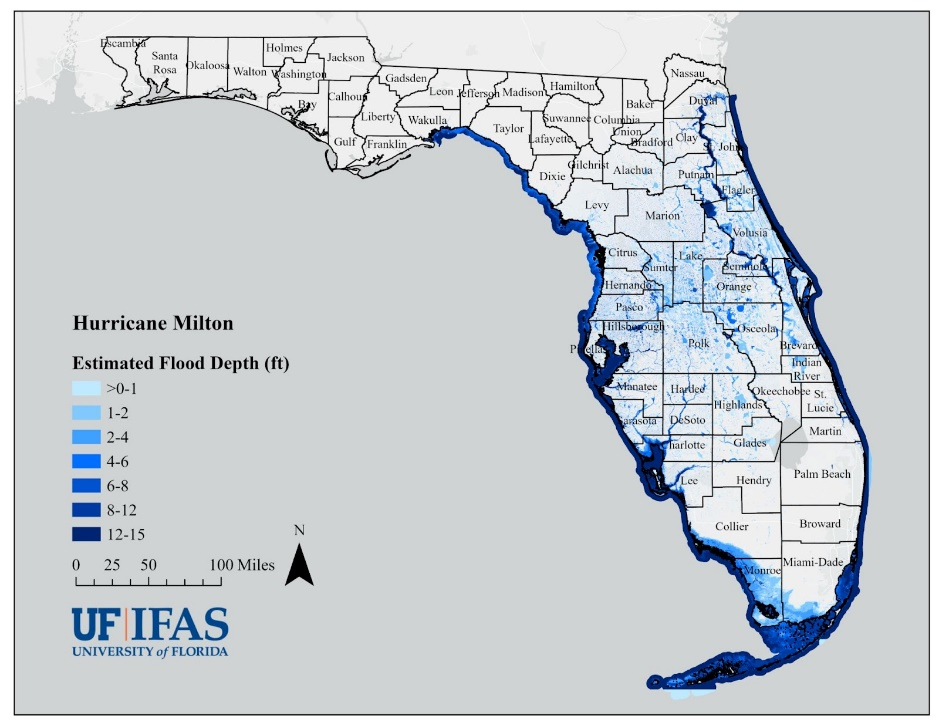 Escambia
Santa
Rosa
Okaloosa
Walton
Holmes
Washington
Jackson
Bay
Calhoun
Gulf
Liberty
Franklin
Gadsden
Leon
Wakulla
Jefferson
Madison
Taylor
Hamilton
Suwannee
Lafayette
Dixie
Columbia
Gilchrist
Baker
Union
Bradford
Nassau
Duval
Clay
St. John
Alachua
Putnam
Flagler
Levy
Marion
Volusia
Citrus
Sumter
Lake
Seminole
Hernando
Orange
Pasco
Hillsborough
Osceola
Polk
Brevard
Indian
River
Manatee
Hardee
Okeechobee
St.
Lucie
Highlands
Sarasota
DeSoto
Martin
Charlotte
Glades
Lee
Hendry
Palm Beach
Collier
Broward
Monroe
Miami-Dade
Hurricane Milton
Estimated Flood Depth (ft)
>0-1
1-2
2-4
4-6
6-8
8-12
12-15
N
0 25 50 100 Miles
UF|IFAS
UNIVERSITY of FLORIDA